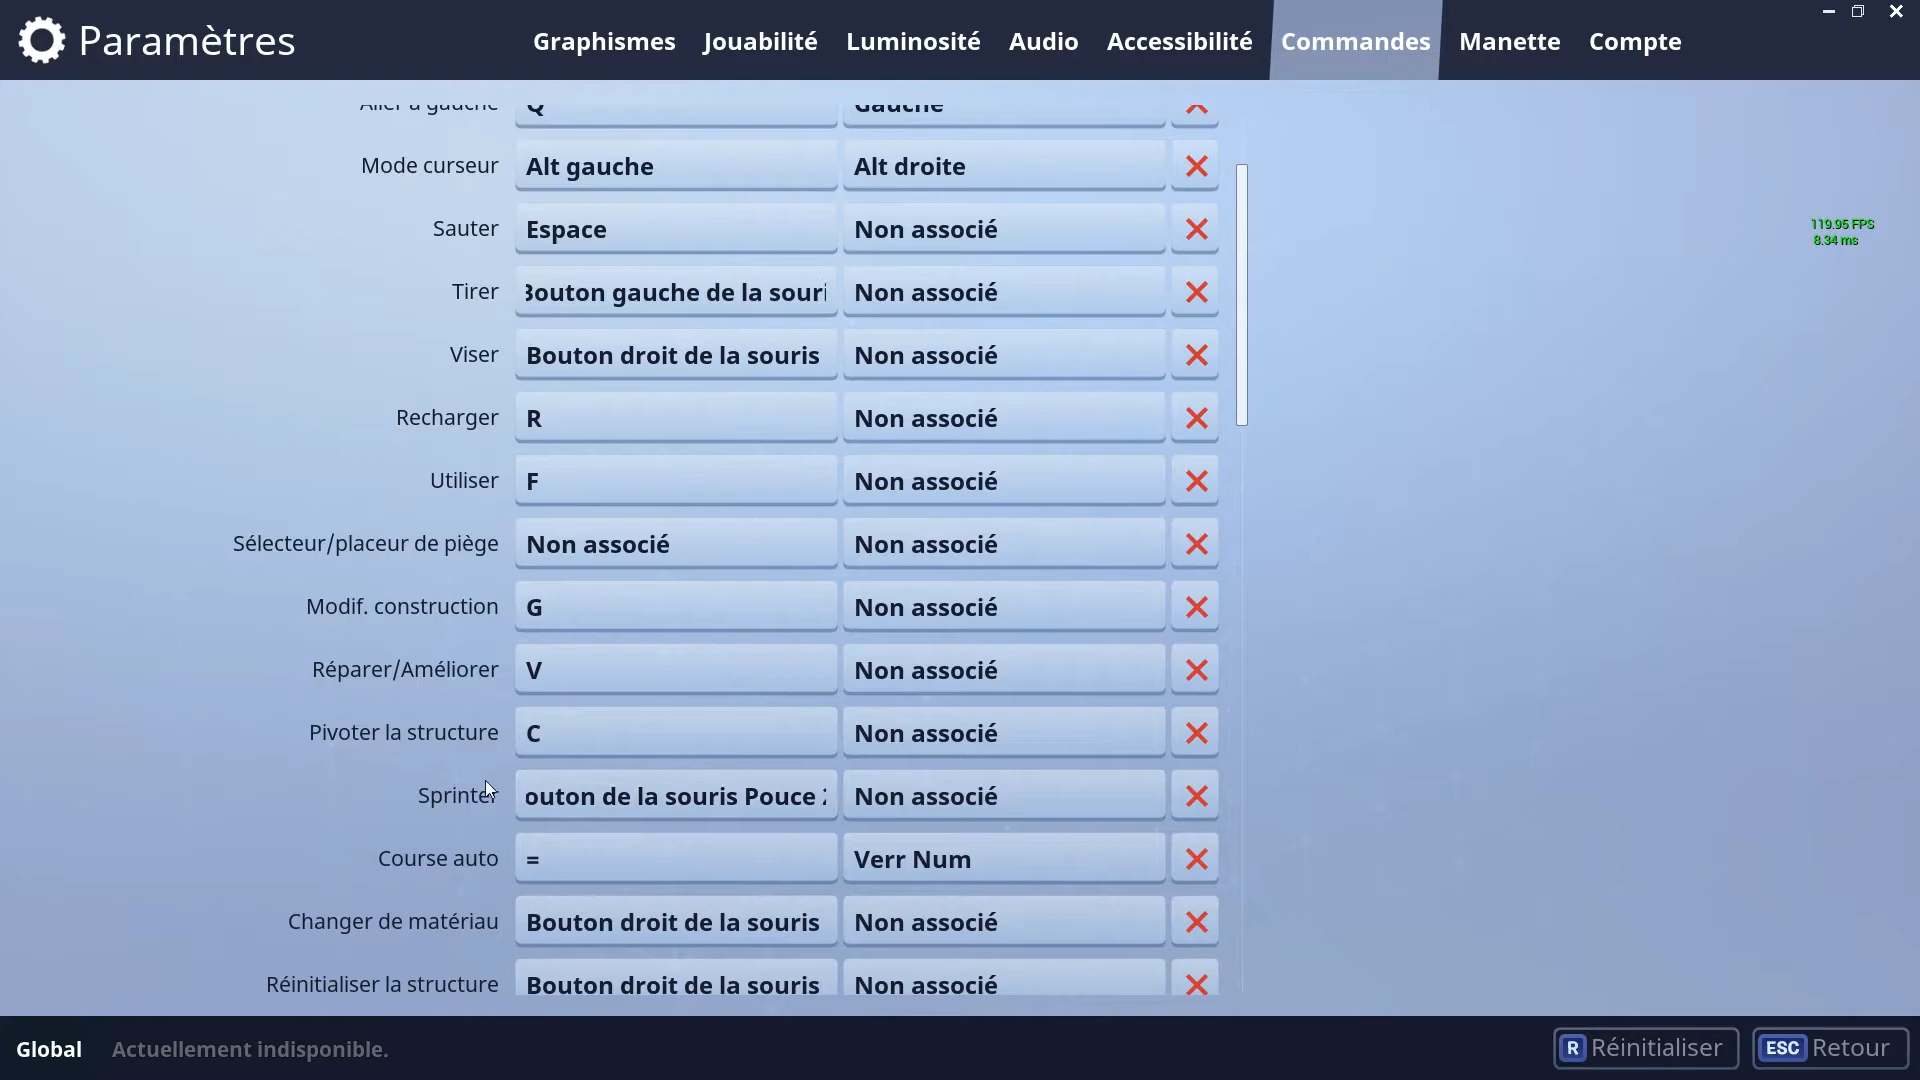 Paramètres
Graphismes Jouabilité Luminosité Audio Accessibilité Commandes Manette Compte
Aller à gauche Q Gauche
Mode curseur Alt gauche Alt droite
119.95 FPS
8.34 ms
Sauter Espace Non associé
Tirer Bouton gauche de la souri Non associé
Viser Bouton droit de la souris Non associé
Recharger R Non associé
Utiliser F Non associé
Sélecteur/placeur de piège Non associé Non associé
Modif. construction G Non associé
Réparer/Améliorer V Non associé
Pivoter la structure C Non associé
Sprinter outon de la souris Pouce 2 Non associé
Course auto = Verr Num
Changer de matériau Bouton droit de la souris Non associé
Réinitialiser la structure Bouton droit de la souris Non associé
Global Actuellement indisponible. R Réinitialiser ESC Retour